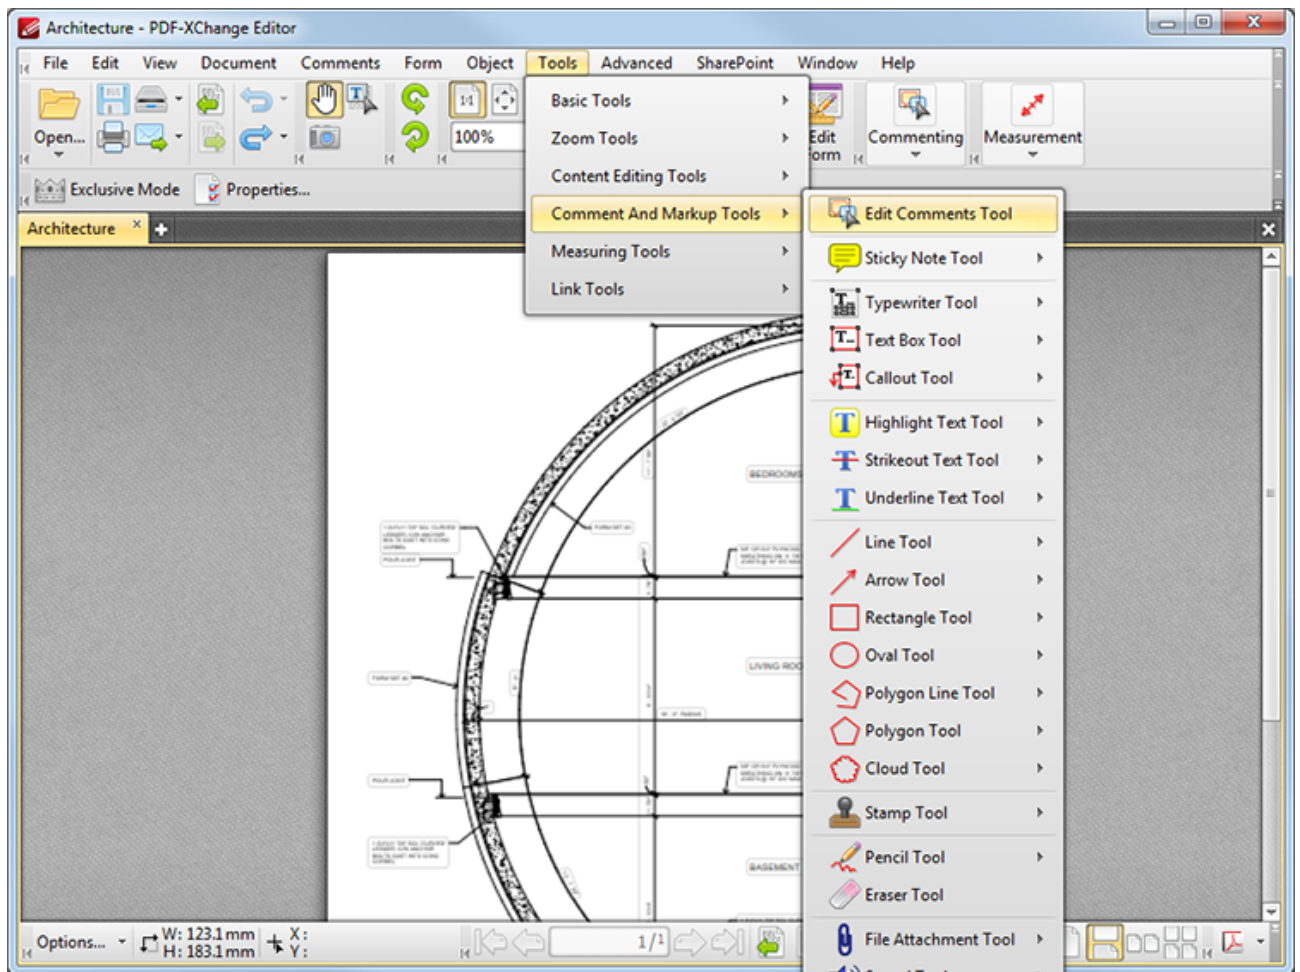 Architecture - PDF-XChange Editor
File Edit View Document Comments Form Object Tools Advanced SharePoint Window Help
Open...
1:1
100%
Edit
orm
Commenting
Measurement
Exclusive Mode Properties...
Architecture
Basic Tools
Zoom Tools
Content Editing Tools
Comment And Markup Tools
Measuring Tools
Link Tools
Edit Comments Tool
Sticky Note Tool
Typewriter Tool
Text Box Tool
Callout Tool
Highlight Text Tool
Strikeout Text Tool
Underline Text Tool
Line Tool
Arrow Tool
Rectangle Tool
Oval Tool
Polygon Line Tool
Polygon Tool
Cloud Tool
Stamp Tool
Pencil Tool
Eraser Tool
File Attachment Tool
BEDROOMS
LIVING ROO
BASEMENT
Options...
W: 123.1 mm
H: 183.1 mm
X:
Y:
1/1